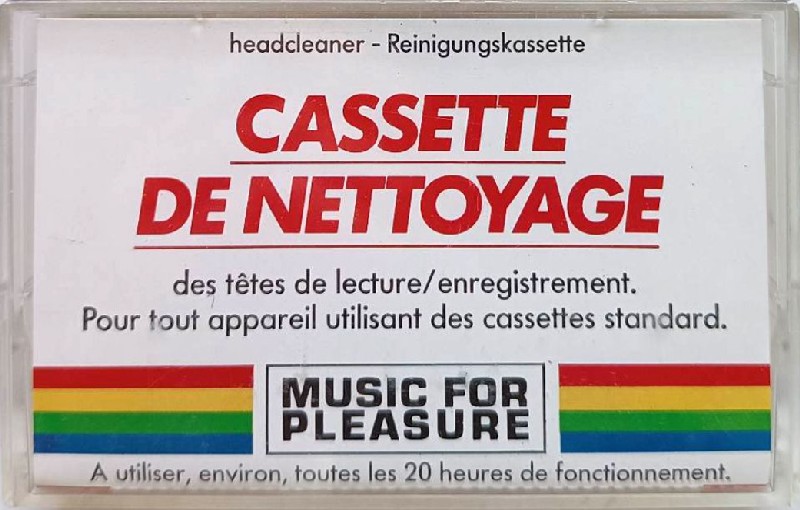 headcleaner - Reinigungskassette
CASSETTE
DE NETTOYAGE
des têtes de lecture/enregistrement.
Pour tout appareil utilisant des cassettes standard.
MUSIC FOR
PLEASURE
A utiliser, environ, toutes les 20 heures de fonctionnement.